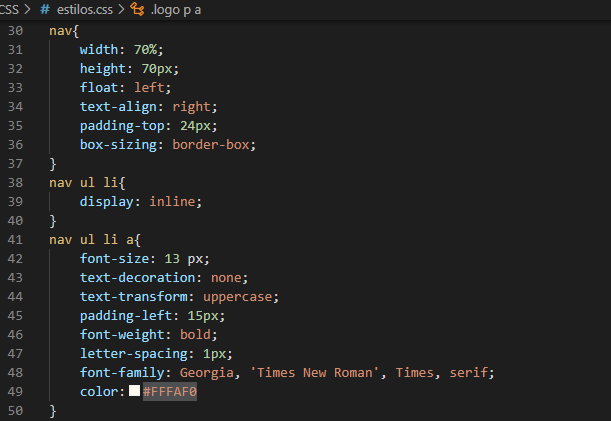 CSS > # estilos.css > .logo p a
30 nav{
31 width: 70%;
32 height: 70px;
33 float: left;
34 text-align: right;
35 padding-top: 24px;
36 box-sizing: border-box;
37 }
38 nav ul li{
39 display: inline;
40 }
41 nav ul li a{
42 font-size: 13 px;
43 text-decoration: none;
44 text-transform: uppercase;
45 padding-left: 15px;
46 font-weight: bold;
47 letter-spacing: 1px;
48 font-family: Georgia, 'Times New Roman', Times, serif;
49 color: #FFFAF0
50 }